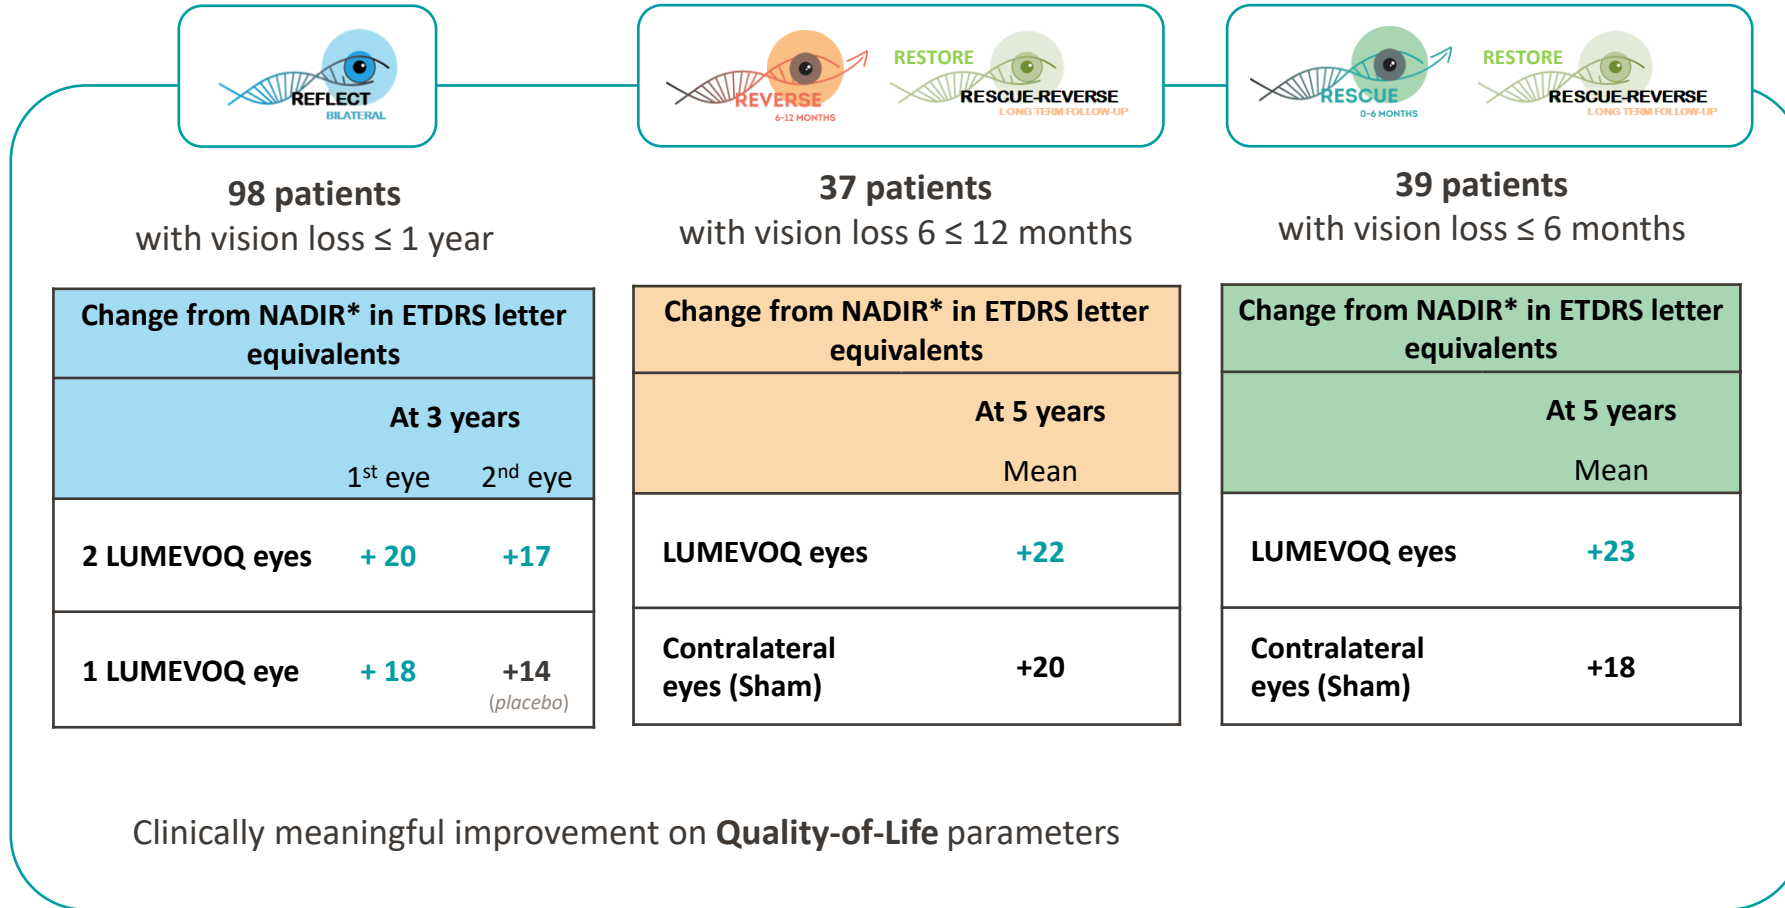 REFLECT
BILATERAL
REVERSE
6-12 MONTHS
RESTORE
RESCUE-REVERSE
LONG TERM FOLLOW-UP
RESCUE
0-6 MONTHS
RESTORE
RESCUE-REVERSE
LONG TERM FOLLOW-UP
98 patients
with vision loss ≤ 1 year
37 patients
with vision loss 6 ≤ 12 months
39 patients
with vision loss ≤ 6 months
Change from NADIR* in ETDRS letter
equivalents
At 3 years
1st eye 2nd eye
2 LUMEVOQ eyes + 20 +17
1 LUMEVOQ eye + 18 +14
(placebo)
Change from NADIR* in ETDRS letter
equivalents
At 5 years
Mean
LUMEVOQ eyes +22
Contralateral
eyes (Sham) +20
Change from NADIR* in ETDRS letter
equivalents
At 5 years
Mean
LUMEVOQ eyes +23
Contralateral
eyes (Sham) +18
Clinically meaningful improvement on Quality-of-Life parameters